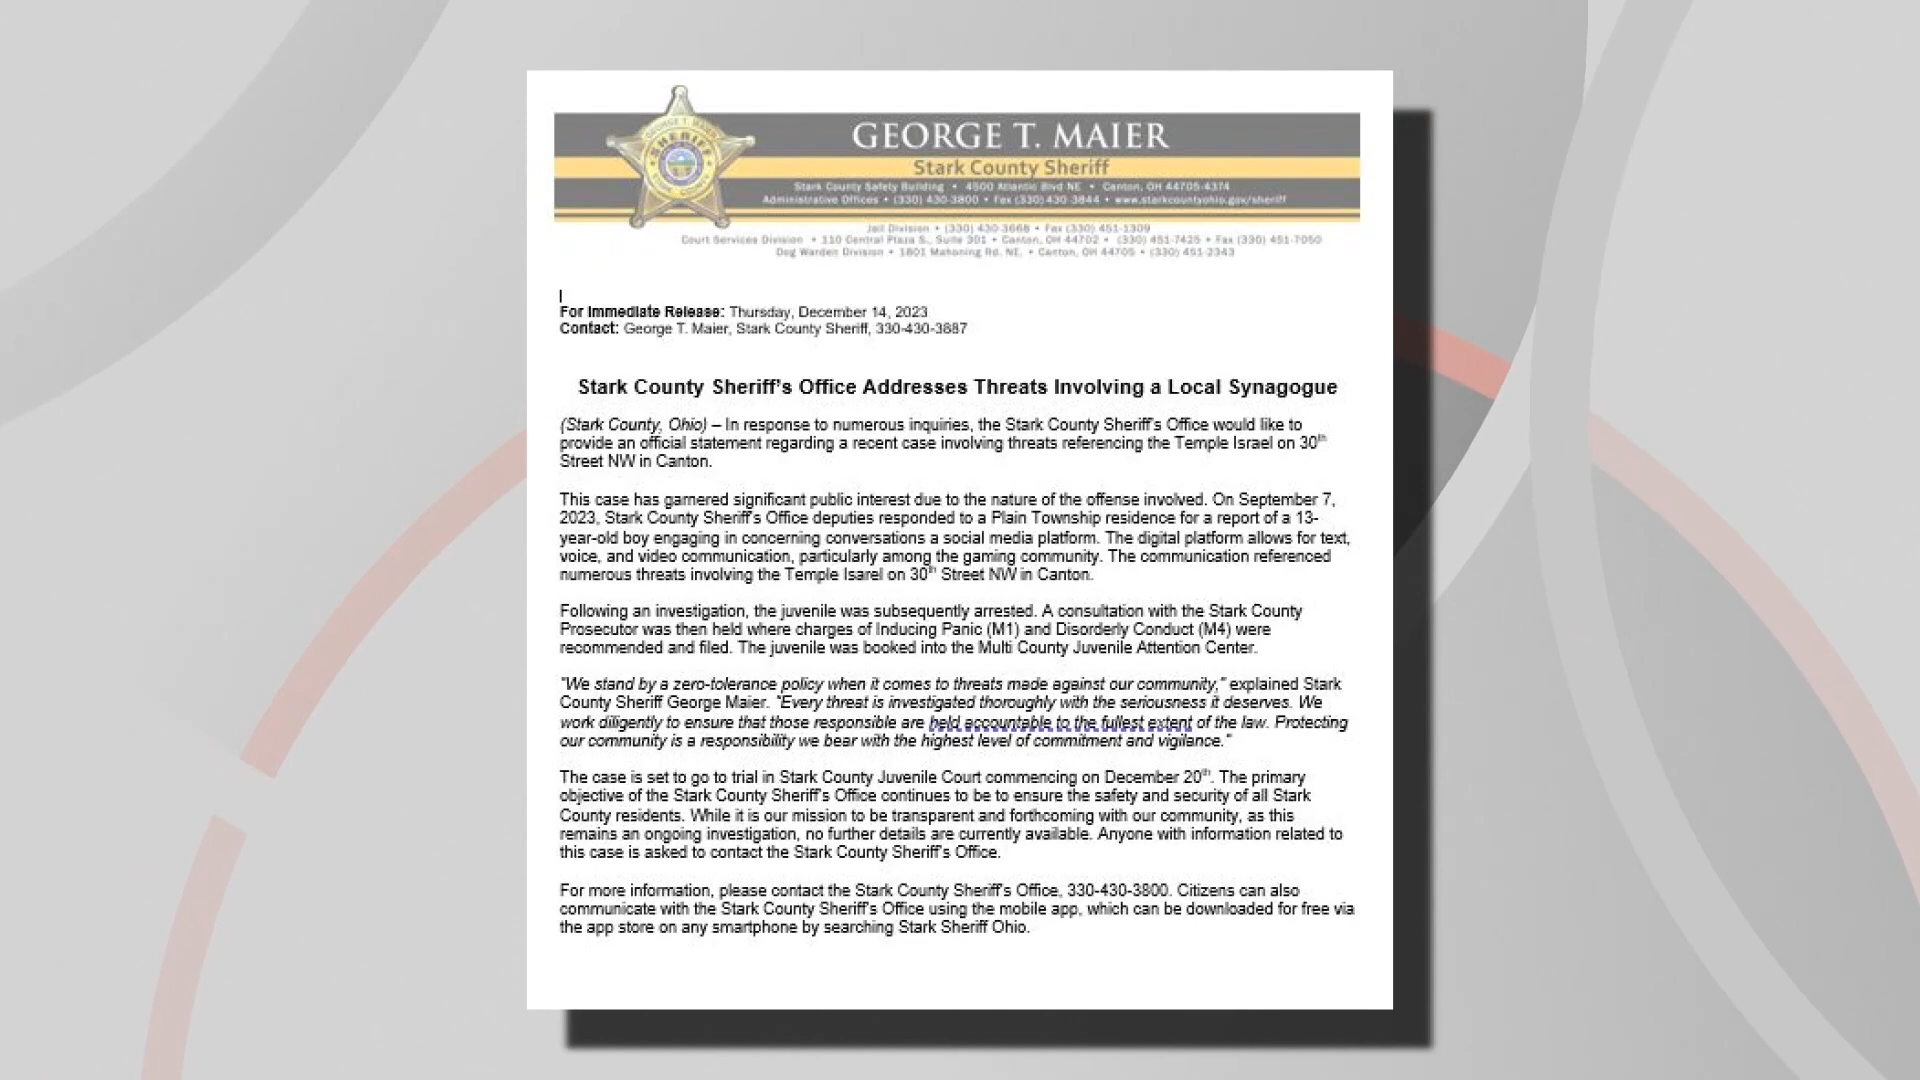 GEORGE T. MAIER
SHERIFF
GEORGE T. MAIER
Stark County Sheriff
Stark County Safety Building • 4500 Atlantic Blvd NE • Canton, OH 44705-4374
Administrative Offices • (330) 430-3800 • Fax (330) 430 3844 • www.starkcountyohio.gov/sheriff
Jail Division • (330) 430-3668 • Fax (330) 451-1309
Court Services Division • 110 Central Plaza S., Suite 301 • Canton, OH 44702 • (330) 451-7425 • Fax (330) 451-7050
Dog Warden Division • 1801 Mahoning Rd. NE. • Canton, OH 44705 • (330) 451-2343
For Immediate Release: Thursday, December 14, 2023
Contact: George T. Maier, Stark County Sheriff, 330-430-3887
Stark County Sheriff's Office Addresses Threats Involving a Local Synagogue
(Stark County, Ohio) – In response to numerous inquiries, the Stark County Sheriff's Office would like to
provide an official statement regarding a recent case involving threats referencing the Temple Israel on 30th
Street NW in Canton.
This case has garnered significant public interest due to the nature of the offense involved. On September 7,
2023, Stark County Sheriff's Office deputies responded to a Plain Township residence for a report of a 13-
year-old boy engaging in concerning conversations a social media platform. The digital platform allows for text,
voice, and video communication, particularly among the gaming community. The communication referenced
numerous threats involving the Temple Isarel on 30th Street NW in Canton.
Following an investigation, the juvenile was subsequently arrested. A consultation with the Stark County
Prosecutor was then held where charges of Inducing Panic (M1) and Disorderly Conduct (M4) were
recommended and filed. The juvenile was booked into the Multi County Juvenile Attention Center.
"We stand by a zero-tolerance policy when it comes to threats made against our community," explained Stark
County Sheriff George Maier. "Every threat is investigated thoroughly with the seriousness it deserves. We
work diligently to ensure that those responsible are held accountable to the fullest extent of the law. Protecting
our community is a responsibility we bear with the highest level of commitment and vigilance."
The case is set to go to trial in Stark County Juvenile Court commencing on December 20th. The primary
objective of the Stark County Sheriff's Office continues to be to ensure the safety and security of all Stark
County residents. While it is our mission to be transparent and forthcoming with our community, as this
remains an ongoing investigation, no further details are currently available. Anyone with information related to
this case is asked to contact the Stark County Sheriff's Office.
For more information, please contact the Stark County Sheriff's Office, 330-430-3800. Citizens can also
communicate with the Stark County Sheriff's Office using the mobile app, which can be downloaded for free via
the app store on any smartphone by searching Stark Sheriff Ohio.